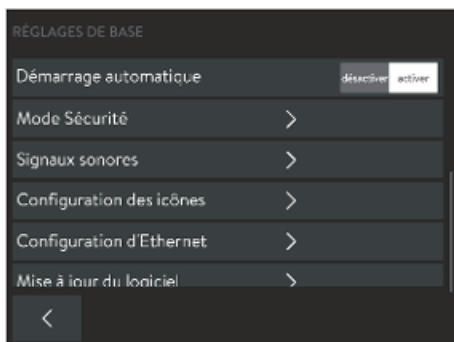 RÉGLAGES DE BASE
Démarrage automatique
désactiver activer
Mode Sécurité
Signaux sonores
Configuration des icônes
Configuration d'Ethernet
Mise à jour du logiciel